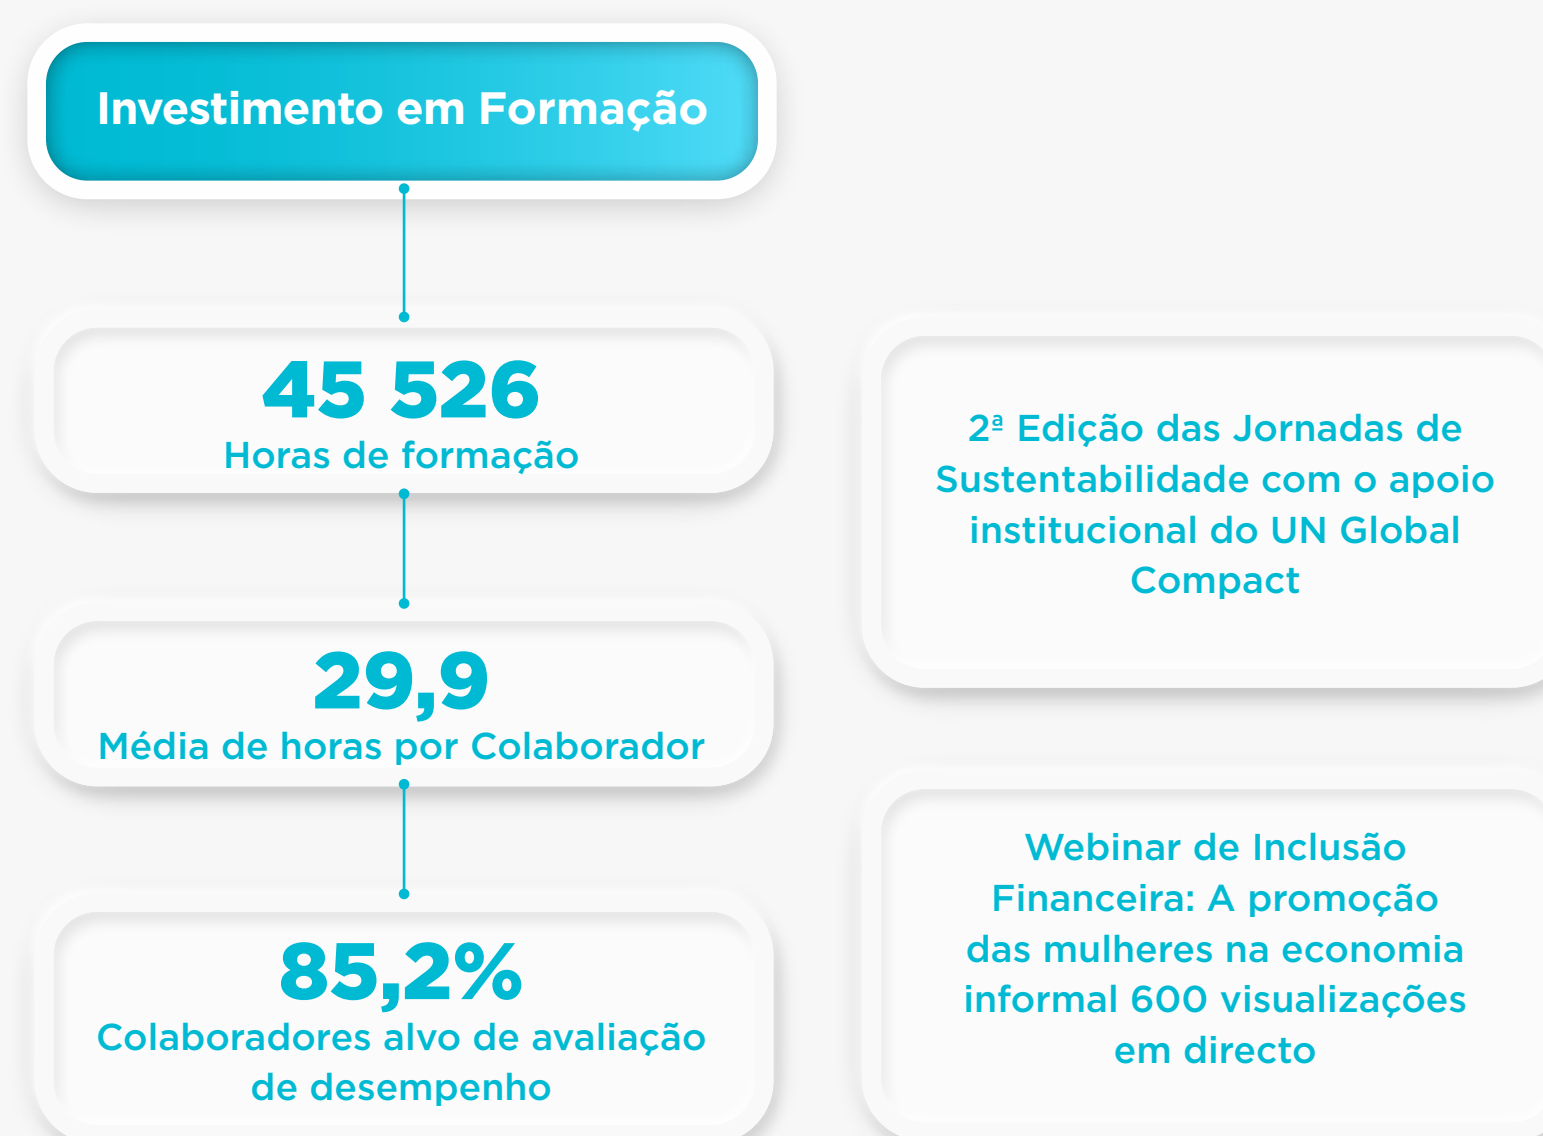 Investimento em Formação
45 526
Horas de formação
29,9
Média de horas por Colaborador
85,2%
Colaboradores alvo de avaliação
de desempenho
2ª Edição das Jornadas de
Sustentabilidade com o apoio
institucional do UN Global
Compact
Webinar de Inclusão
Financeira: A promoção
das mulheres na economia
informal 600 visualizações
em directo